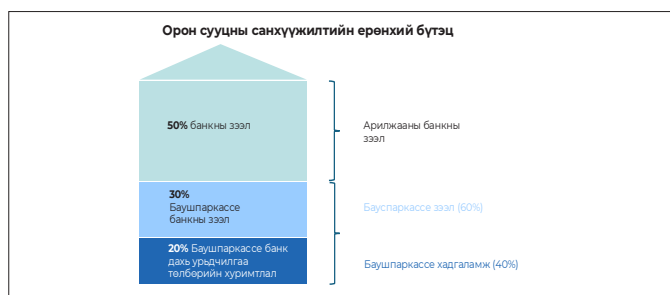 Орон сууцны санхүүжилтийн ерөнхий бүтэц
50% банкны зээл
Арилжааны банкны
зээл
30%
Баушпаркассе
банкны зээл
Бауспаркассе зээл (60%)
20% Баушпаркассе банк
дахь урьдчилгаа
төлберийн хуримтлал
Баушпаркассе хадгаламж (40%)